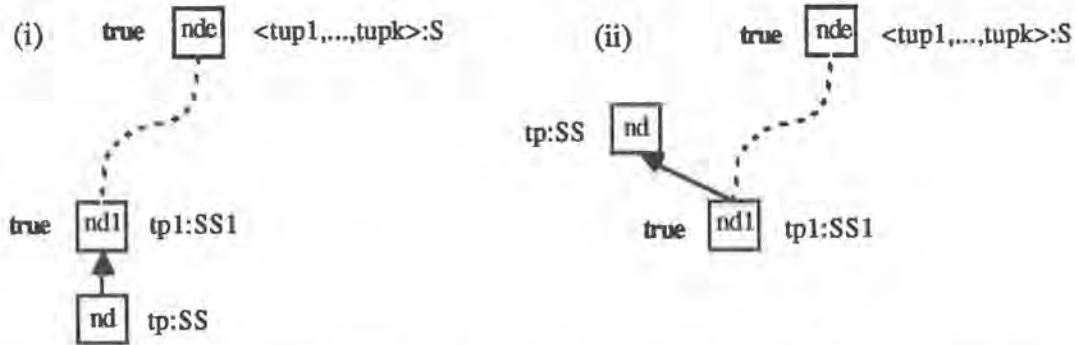 (i) true nde <tup1,...,tupk>:S (ii) true nde <tup1,...,tupk>:S
tp:SS nd
true nd1 tp1:SS1 true nd1 tp1:SS1
nd tp:SS